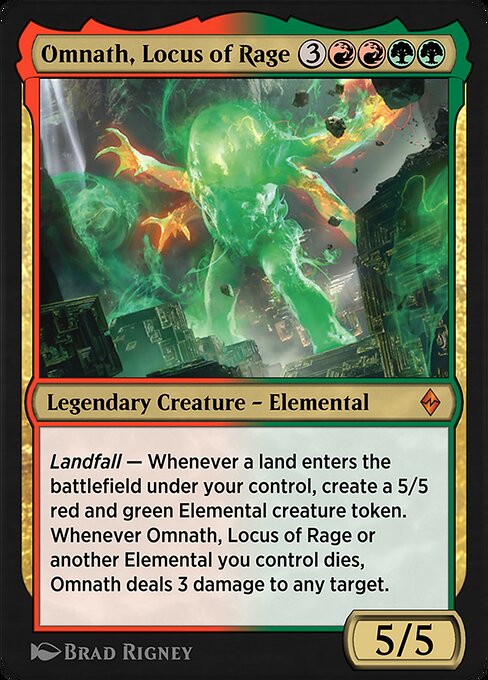 Omnath, Locus of Rage 3
Legendary Creature – Elemental
Landfall — Whenever a land enters the
battlefield under your control, create a 5/5
red and green Elemental creature token.
Whenever Omnath, Locus of Rage or
another Elemental you control dies,
Omnath deals 3 damage to any target.
5/5
Brad Rigney